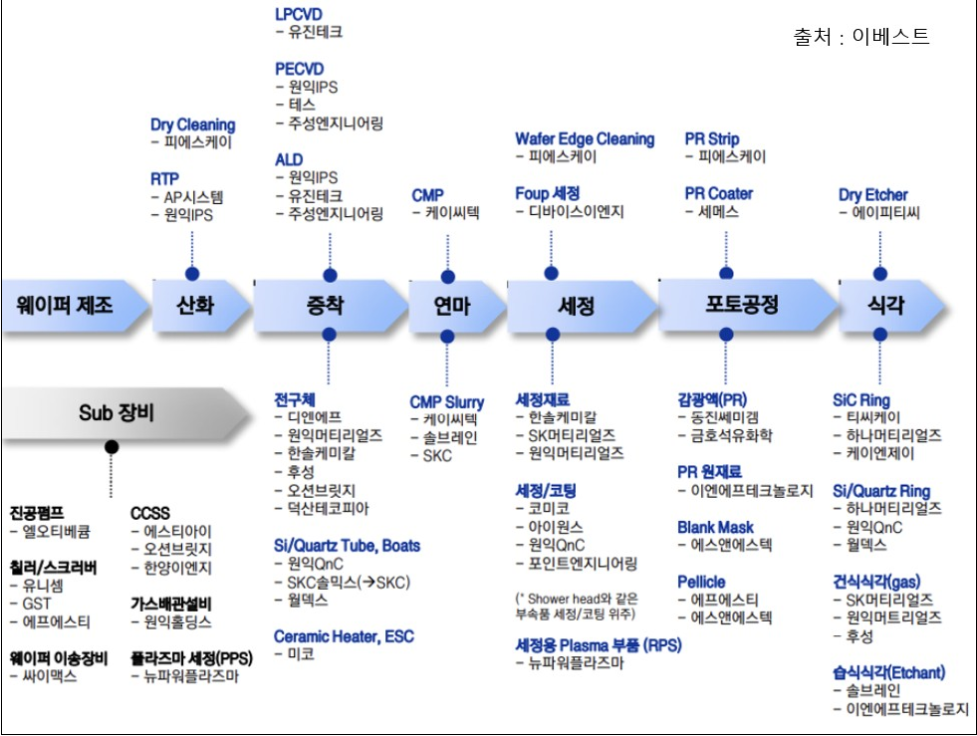 출처 : 이베스트
LPCVD
- 유진테크
PECVD
- 원익IPS
- 테스
- 주성엔지니어링
ALD
- 원익IPS
- 유진테크
- 주성엔지니어링
Dry Cleaning
- 피에스케이
RTP
- AP시스템
- 원익IPS
CMP
- 케이씨텍
Wafer Edge Cleaning
- 피에스케이
Foup 세정
- 디바이스이엔지
PR Strip
- 피에스케이
PR Coater
- 세메스
Dry Etcher
- 에이피티씨
웨이퍼 제조
산화
증착
연마
세정
포토공정
식각
Sub 장비
진공펌프
- 엘오티베큠
칠러/스크러버
- 유니셈
- GST
- 에프에스티
웨이퍼 이송장비
- 싸이맥스
CCSS
- 에스티아이
- 오션브릿지
- 한양이엔지
가스배관설비
- 원익홀딩스
플라즈마 세정(PPS)
- 뉴파워플라즈마
전구체
- 디엔에프
- 원익머티리얼즈
- 한솔케미칼
- 후성
- 오션브릿지
- 덕산테코피아
Si/Quartz Tube, Boats
- 원익QnC
- SKC솔믹스(→SKC)
- 월덱스
Ceramic Heater, ESC
- 미코
CMP Slurry
- 케이씨텍
- 솔브레인
- SKC
세정재료
- 한솔케미칼
- SK머티리얼즈
- 원익머티리얼즈
세정/코팅
- 코미코
- 아이원스
- 원익QnC
- 포인트엔지니어링
(* Shower head와 같은
부속품 세정/코팅 위주)
세정용 Plasma 부품 (RPS)
- 뉴파워플라즈마
감광액(PR)
- 동진쎄미켐
- 금호석유화학
PR 원재료
- 이엔에프테크놀로지
Blank Mask
- 에스앤에스텍
Pellicle
- 에프에스티
- 에스앤에스텍
SiC Ring
- 티씨케이
- 하나머티리얼즈
- 케이엔제이
Si/Quartz Ring
- 하나머티리얼즈
- 원익QnC
- 월덱스
건식식각(gas)
- SK머티리얼즈
- 원익머트리얼즈
- 후성
습식식각(Etchant)
- 솔브레인
- 이엔에프테크놀로지